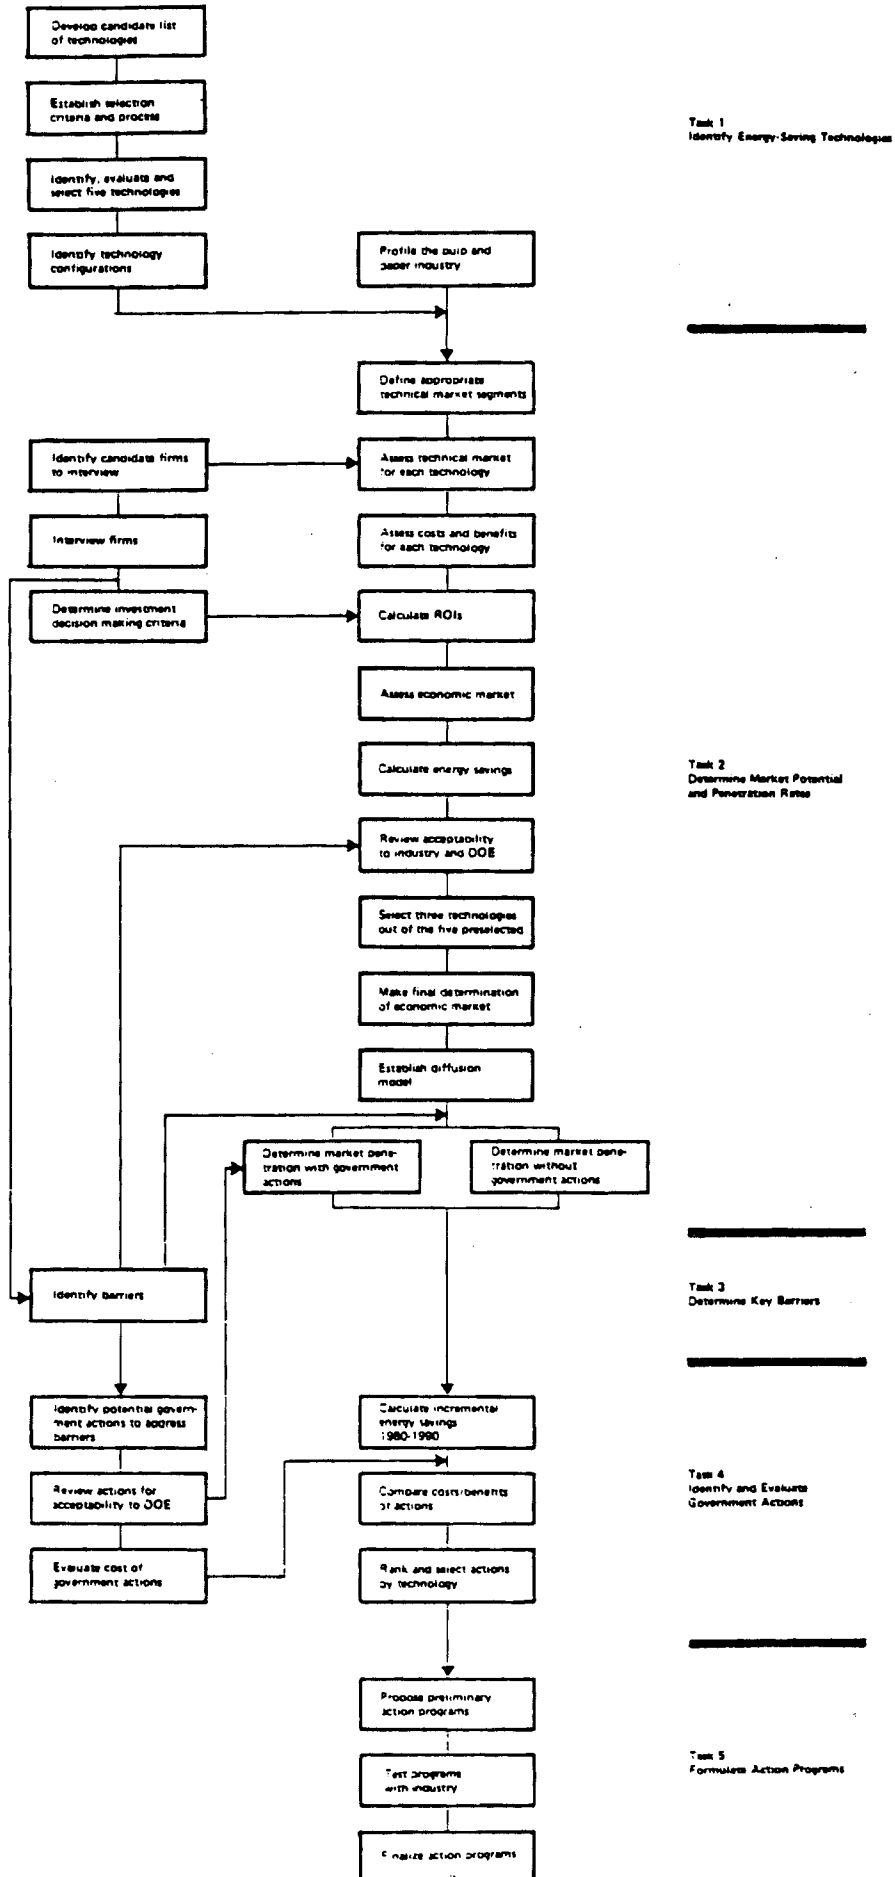 Develop candidate list
of technologies
Establish selection
criteria and process
Task 1
Identify Energy-Saving Technologies
Identify, evaluate and
select five technologies
Identify technology
configurations
Profile the pulp and
paper industry
Define appropriate
technical market segments
Identify candidate firms
to interview
Assess technical market
for each technology
Interview firms
Assess costs and benefits
for each technology
Determine investment
decision making criteria
Calculate ROIs
Assess economic market
Calculate energy savings
Task 2
Determine Market Potential
and Penetration Rates
Review acceptability
to industry and DOE
Select three technologies
out of the five preselected
Make final determination
of economic market
Establish diffusion
model
Determine market pene-
tration with government
actions
Determine market pene-
tration without
government actions
Identify barriers
Task 3
Determine Key Barriers
Identify potential govern-
ment actions to address
barriers
Calculate incremental
energy savings
1980-1990
Review actions for
acceptability to DOE
Compare costs/benefits
of actions
Task 4
Identify and Evaluate
Government Actions
Evaluate cost of
government actions
Rank and select actions
by technology
Propose preliminary
action programs
Test programs
with industry
Task 5
Formulate Action Programs
Finalize action programs